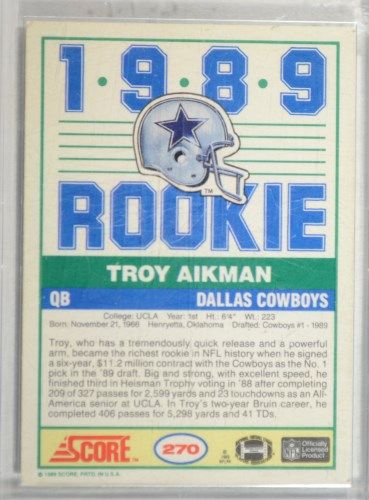 1·9·8·9
TM
ROOKIE
TROY AIKMAN
QB DALLAS COWBOYS
College: UCLA Year: 1st Ht.: 6'4" Wt.: 223
Born: November 21, 1966 Henryetta, Oklahoma Drafted: Cowboys #1 - 1989
Troy, who has a tremendously quick release and a powerful
arm, became the richest rookie in NFL history when he signed
a six-year, $11.2 million contract with the Cowboys as the No. 1
pick in the '89 draft. Big and strong, with excellent speed, he
finished third in Heisman Trophy voting in '88 after completing
209 of 327 passes for 2,599 yards and 23 touchdowns as an All-
America senior at UCLA. In Troy's two-year Bruin career, he
completed 406 passes for 5,298 yards and 41 TDs.
SCORE 270
Officially
Licensed
Product
© 1989 SCORE, PRTD. IN U.S.A.